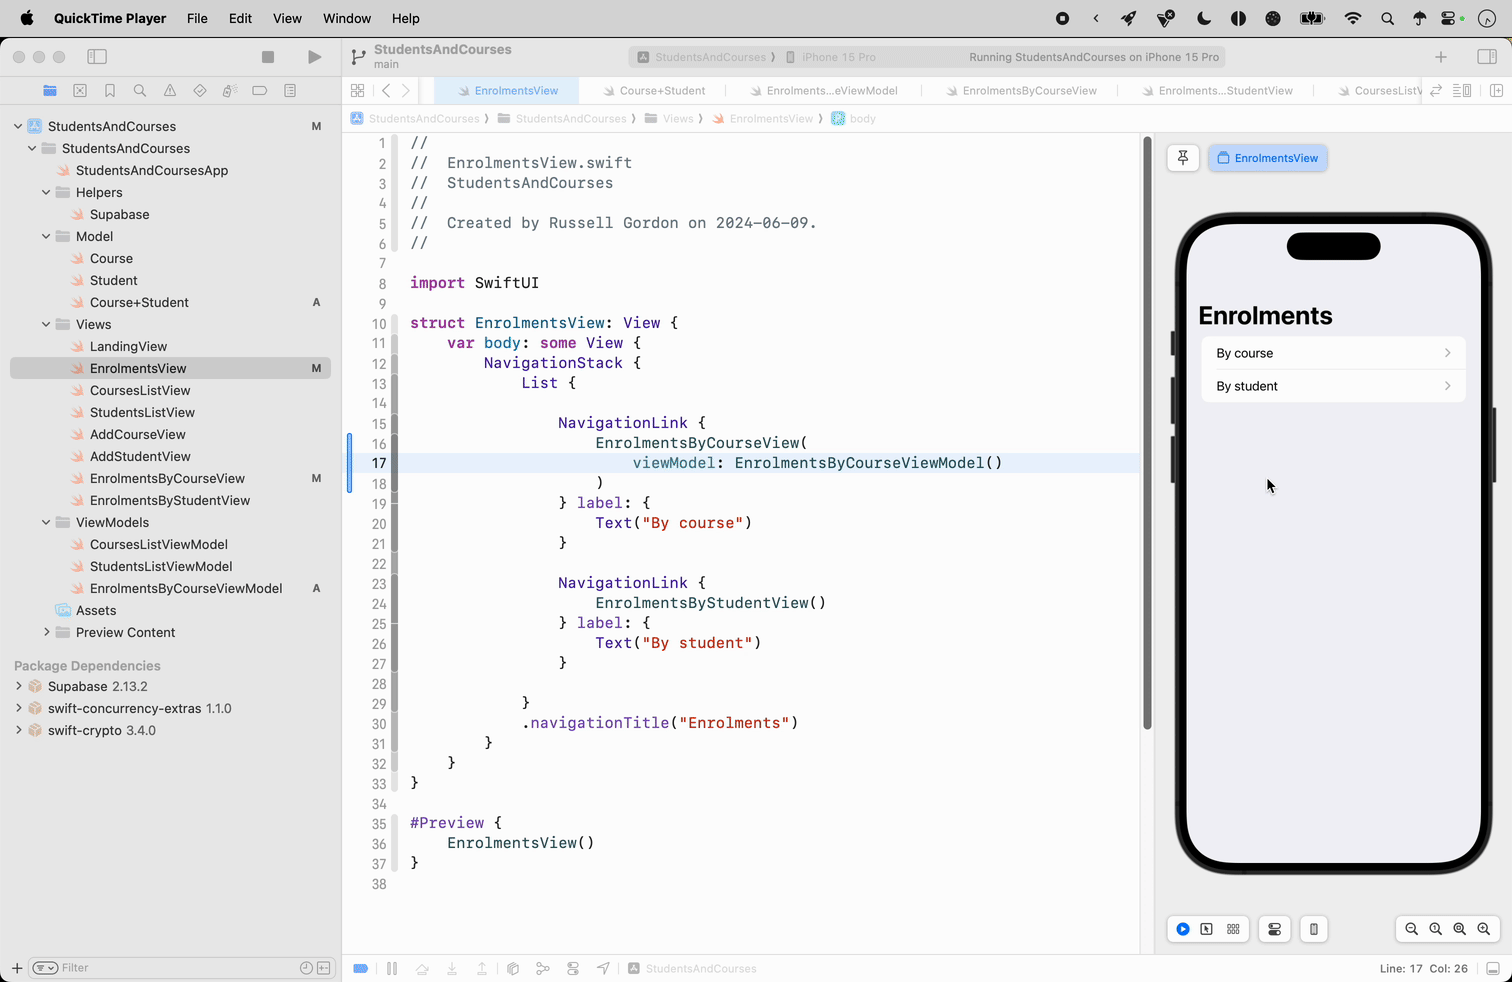 QuickTime Player File Edit View Window Help
StudentsAndCourses
main
StudentsAndCourses iPhone 15 Pro Running StudentsAndCourses on iPhone 15 Pro
EnrolmentsView Course+Student Enrolments...eViewModel EnrolmentsByCourseView Enrolments...StudentView CoursesListV
StudentsAndCourses StudentsAndCourses Views EnrolmentsView body
StudentsAndCourses M
StudentsAndCourses
StudentsAndCoursesApp
Helpers
Supabase
Model
Course
Student
Course+Student A
Views
LandingView
EnrolmentsView M
CoursesListView
StudentsListView
AddCourseView
AddStudentView
EnrolmentsByCourseView M
EnrolmentsByStudentView
ViewModels
CoursesListViewModel
StudentsListViewModel
EnrolmentsByCourseViewModel A
Assets
Preview Content
Package Dependencies
Supabase 2.13.2
swift-concurrency-extras 1.1.0
swift-crypto 3.4.0
Filter
1 //
2 // EnrolmentsView.swift
3 // StudentsAndCourses
4 //
5 // Created by Russell Gordon on 2024-06-09.
6 //
7
8 import SwiftUI
9
10 struct EnrolmentsView: View {
11 var body: some View {
12 NavigationStack {
13 List {
14
15 NavigationLink {
16 EnrolmentsByCourseView(
17 viewModel: EnrolmentsByCourseViewModel()
18 )
19 } label: {
20 Text("By course")
21 }
22
23 NavigationLink {
24 EnrolmentsByStudentView()
25 } label: {
26 Text("By student")
27 }
28
29 }
30 .navigationTitle("Enrolments")
31 }
32 }
33 }
34
35 #Preview {
36 EnrolmentsView()
37 }
38
EnrolmentsView
Enrolments
By course
By student
StudentsAndCourses
Line: 17 Col: 26